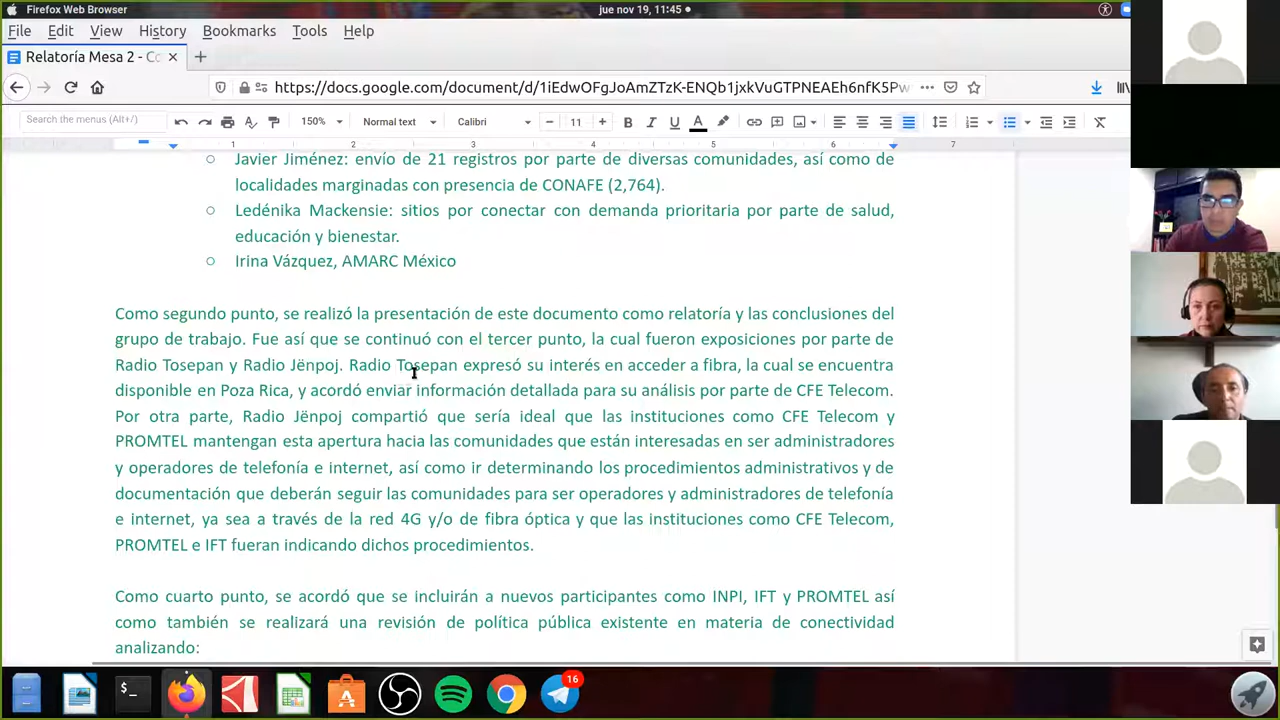 Firefox Web Browser
jue nov 19, 11:45
File Edit View History Bookmarks Tools Help
Relatoría Mesa 2 - Co
https://docs.google.com/document/d/1iEdwOFgJoAmZTzK-ENQb1jxkVuGTPNEAEh6nfK5Pw
Search the menus (Alt+/) 150% Normal text Calibri 11 B I U A
1 2 3 4 5 6 7
Javier Jiménez: envío de 21 registros por parte de diversas comunidades, así como de
localidades marginadas con presencia de CONAFE (2,764).
Ledénika Mackensie: sitios por conectar con demanda prioritaria por parte de salud,
educación y bienestar.
Irina Vázquez, AMARC México
Como segundo punto, se realizó la presentación de este documento como relatoría y las conclusiones del
grupo de trabajo. Fue así que se continuó con el tercer punto, la cual fueron exposiciones por parte de
Radio Tosepan y Radio Jënpoj. Radio Tosepan expresó su interés en acceder a fibra, la cual se encuentra
disponible en Poza Rica, y acordó enviar información detallada para su análisis por parte de CFE Telecom.
Por otra parte, Radio Jënpoj compartió que sería ideal que las instituciones como CFE Telecom y
PROMTEL mantengan esta apertura hacia las comunidades que están interesadas en ser administradores
y operadores de telefonía e internet, así como ir determinando los procedimientos administrativos y de
documentación que deberán seguir las comunidades para ser operadores y administradores de telefonía
e internet, ya sea a través de la red 4G y/o de fibra óptica y que las instituciones como CFE Telecom,
PROMTEL e IFT fueran indicando dichos procedimientos.
Como cuarto punto, se acordó que se incluirán a nuevos participantes como INPI, IFT y PROMTEL así
como también se realizará una revisión de política pública existente en materia de conectividad
analizando:
16